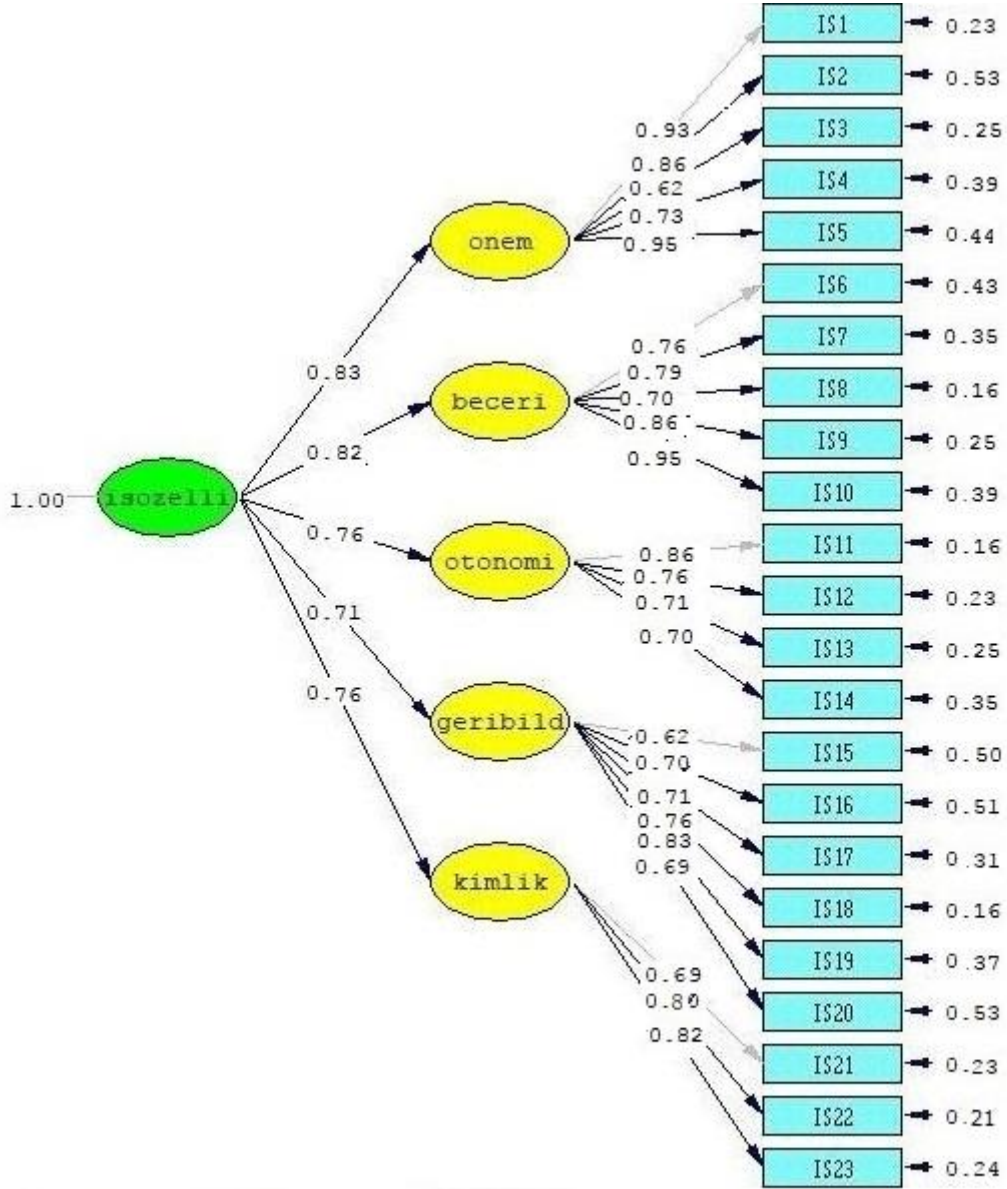 IS1 0.23
IS2 0.53
0.93
IS3 0.25
0.86
IS4 0.39
0.62
0.73
onem
0.95
IS5 0.44
IS6 0.43
IS7 0.35
0.76
0.83
0.79
IS8 0.16
beceri
0.70
0.86
IS9 0.25
0.82
0.95
IS10 0.39
1.00
isozelli
0.76
IS11 0.16
0.86
otonomi
0.76
IS12 0.23
0.71
0.71
0.70
IS13 0.25
IS14 0.35
0.76
geribild
0.62
IS15 0.50
0.70
0.71
IS16 0.51
0.76
0.83
IS17 0.31
0.69
kimlik
IS18 0.16
IS19 0.37
0.69
0.80
IS20 0.53
0.82
IS21 0.23
IS22 0.21
IS23 0.24